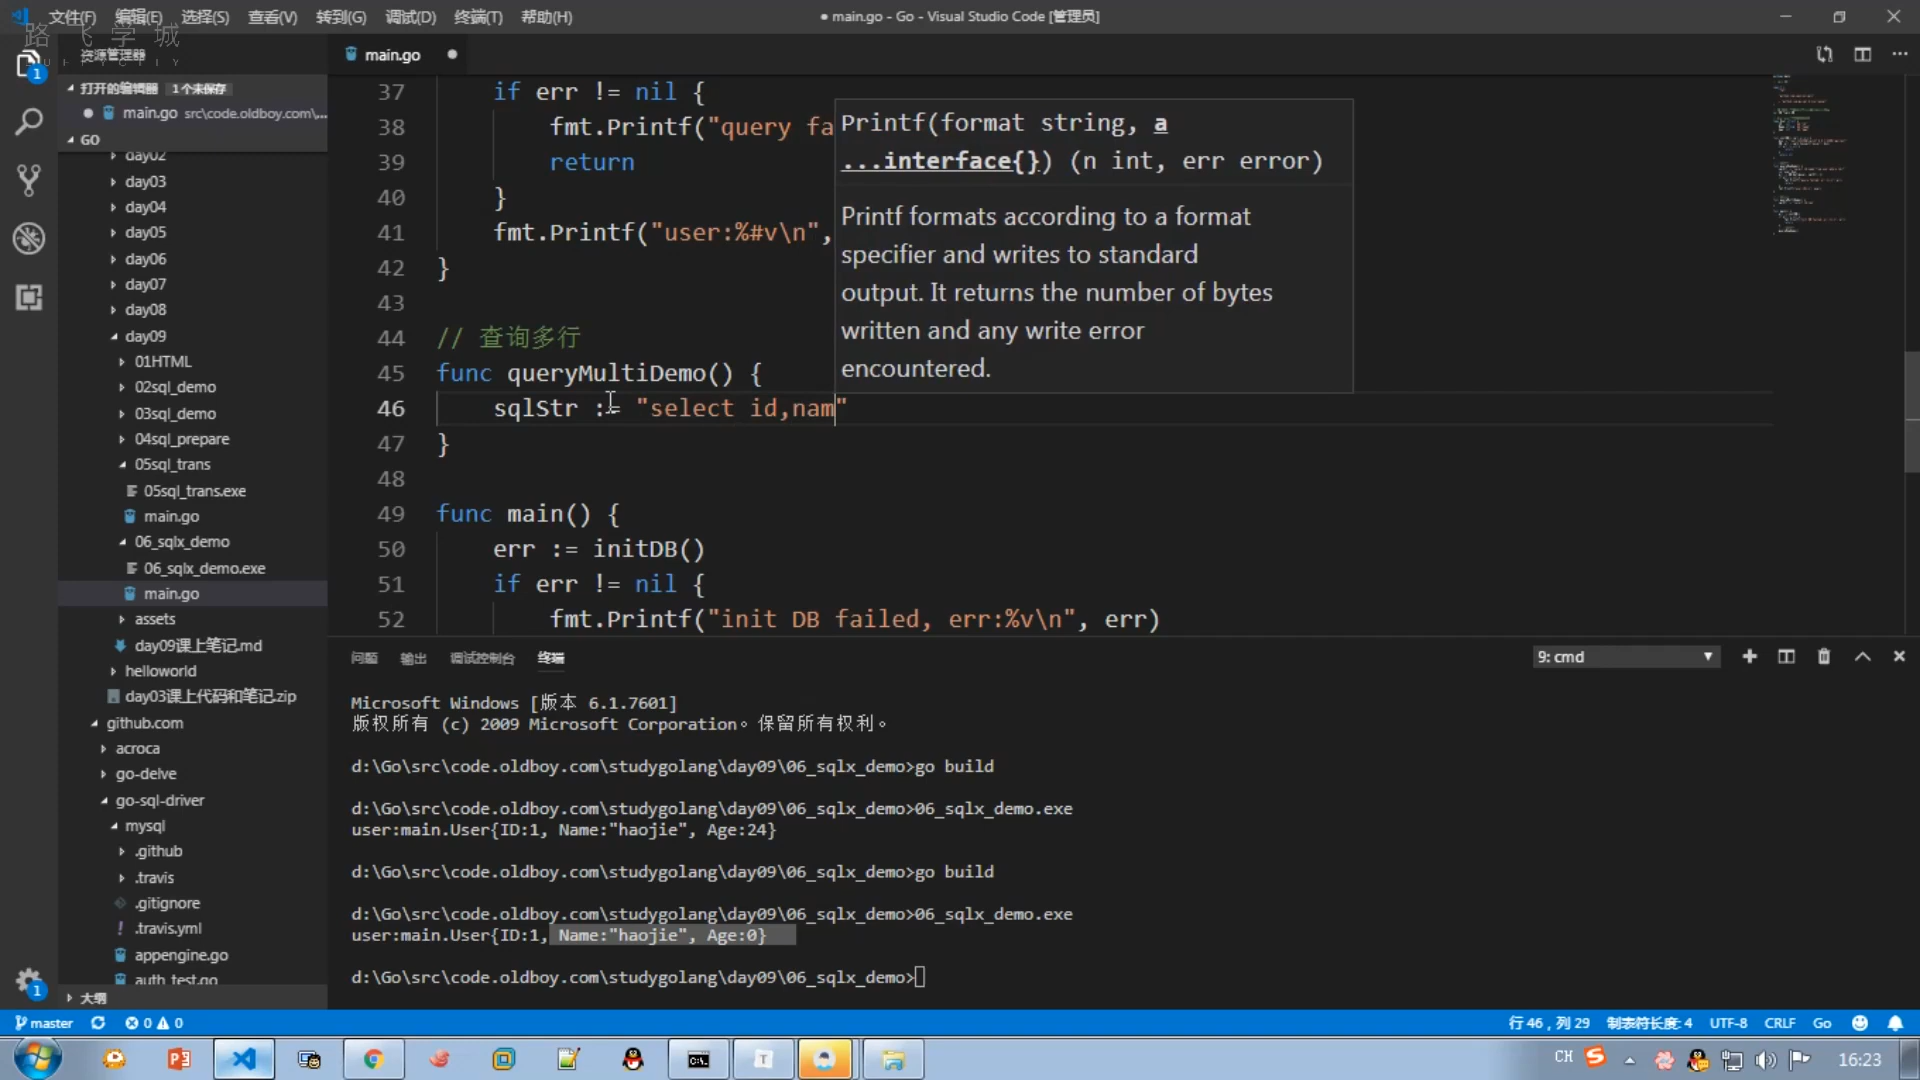 文件(F) 编辑(E) 选择(S) 查看(V) 转到(G) 调试(D) 终端(T) 帮助(H)
● main.go - Go - Visual Studio Code [管理员]
路飞学城
资源管理器
main.go
打开的编辑器 1 个未保存
main.go src\code.oldboy.com\...
GO
day02
day03
day04
day05
day06
day07
day08
day09
01HTML
02sql_demo
03sql_demo
04sql_prepare
05sql_trans
05sql_trans.exe
main.go
06_sqlx_demo
06_sqlx_demo.exe
main.go
assets
day09课上笔记.md
helloworld
day03课上代码和笔记.zip
github.com
acroca
go-delve
go-sql-driver
mysql
.github
.travis
.gitignore
.travis.yml
appengine.go
auth_test.go
大纲
37 if err != nil {
38 fmt.Printf("query fa
39 return
40 }
41 fmt.Printf("user:%#v\n",
42 }
43
44 // 查询多行
45 func queryMultiDemo() {
46 sqlStr := "select id,nam"
47 }
48
49 func main() {
50 err := initDB()
51 if err != nil {
52 fmt.Printf("init DB failed, err:%v\n", err)
Printf(format string, a
...interface{}) (n int, err error)
Printf formats according to a format
specifier and writes to standard
output. It returns the number of bytes
written and any write error
encountered.
问题 输出 调试控制台 终端
9: cmd
Microsoft Windows [版本 6.1.7601]
版权所有 (c) 2009 Microsoft Corporation。保留所有权利。
d:\Go\src\code.oldboy.com\studygolang\day09\06_sqlx_demo>go build
d:\Go\src\code.oldboy.com\studygolang\day09\06_sqlx_demo>06_sqlx_demo.exe
user:main.User{ID:1, Name:"haojie", Age:24}
d:\Go\src\code.oldboy.com\studygolang\day09\06_sqlx_demo>go build
d:\Go\src\code.oldboy.com\studygolang\day09\06_sqlx_demo>06_sqlx_demo.exe
user:main.User{ID:1, Name:"haojie", Age:0}
d:\Go\src\code.oldboy.com\studygolang\day09\06_sqlx_demo>
master 0 0
行 46，列 29 制表符长度: 4 UTF-8 CRLF Go
CH 16:23